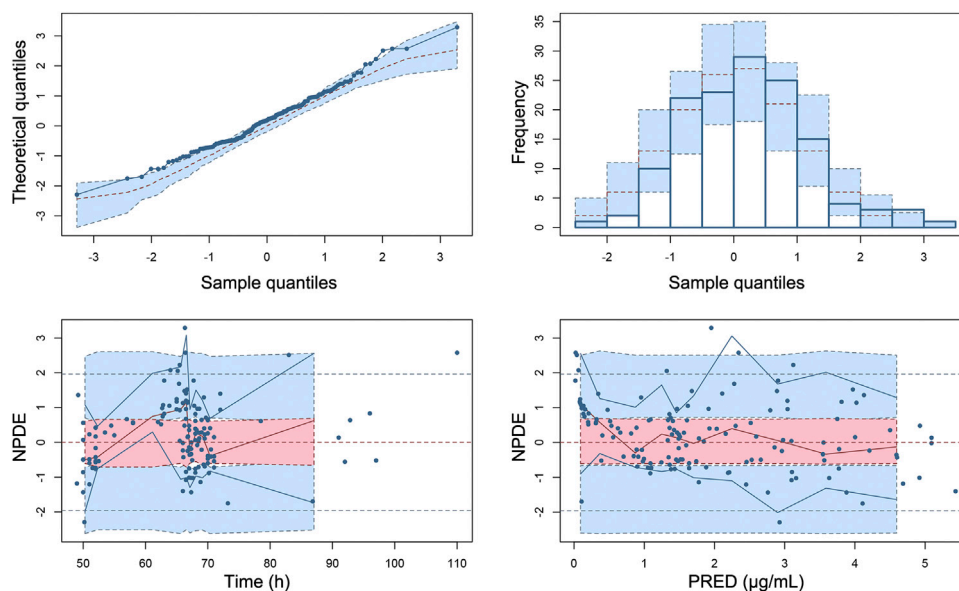 Theoretical quantiles
3
2
1
0
-1
-2
-3
-3 -2 -1 0 1 2 3
Sample quantiles
Frequency
35
25
15
10
5
0
-2 -1 0 1 2 3
Sample quantiles
NPDE
3
2
1
0
-1
-2
50 60 70 80 90 100 110
Time (h)
NPDE
3
2
1
0
-1
-2
0 1 2 3 4 5
PRED (µg/mL)